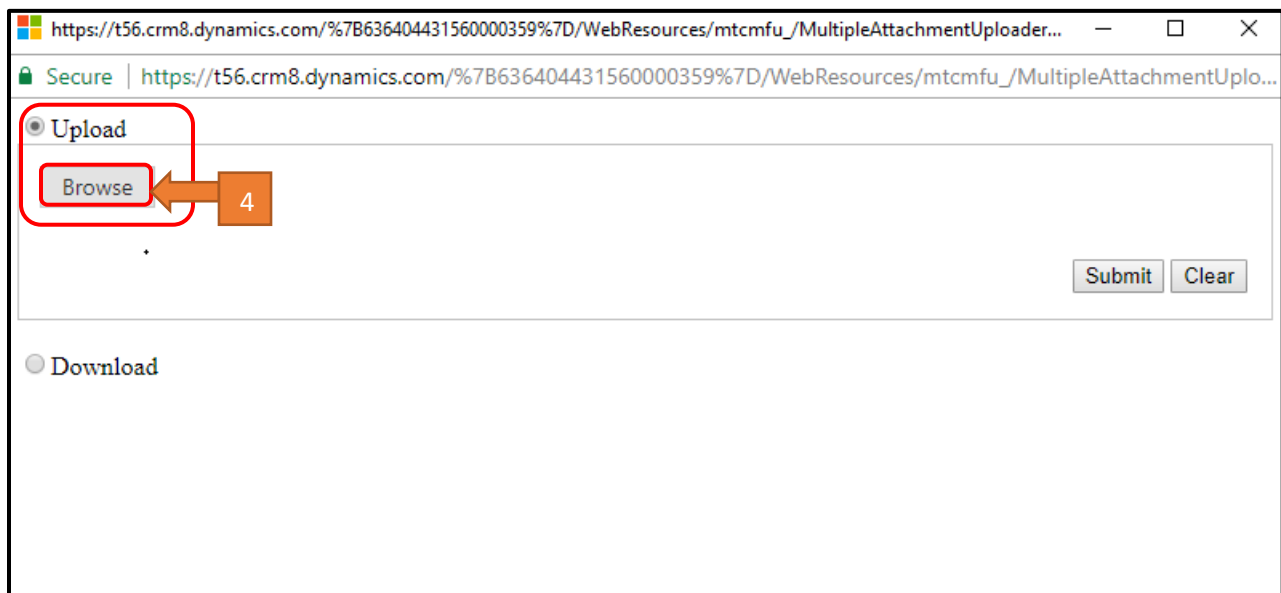 https://t56.crm8.dynamics.com/%7B636404431560000359%7D/WebResources/mtcmfu_/MultipleAttachmentUploader...
Secure | https://t56.crm8.dynamics.com/%7B636404431560000359%7D/WebResources/mtcmfu_/MultipleAttachmentUplo...
Upload
Browse
4
Submit Clear
Download